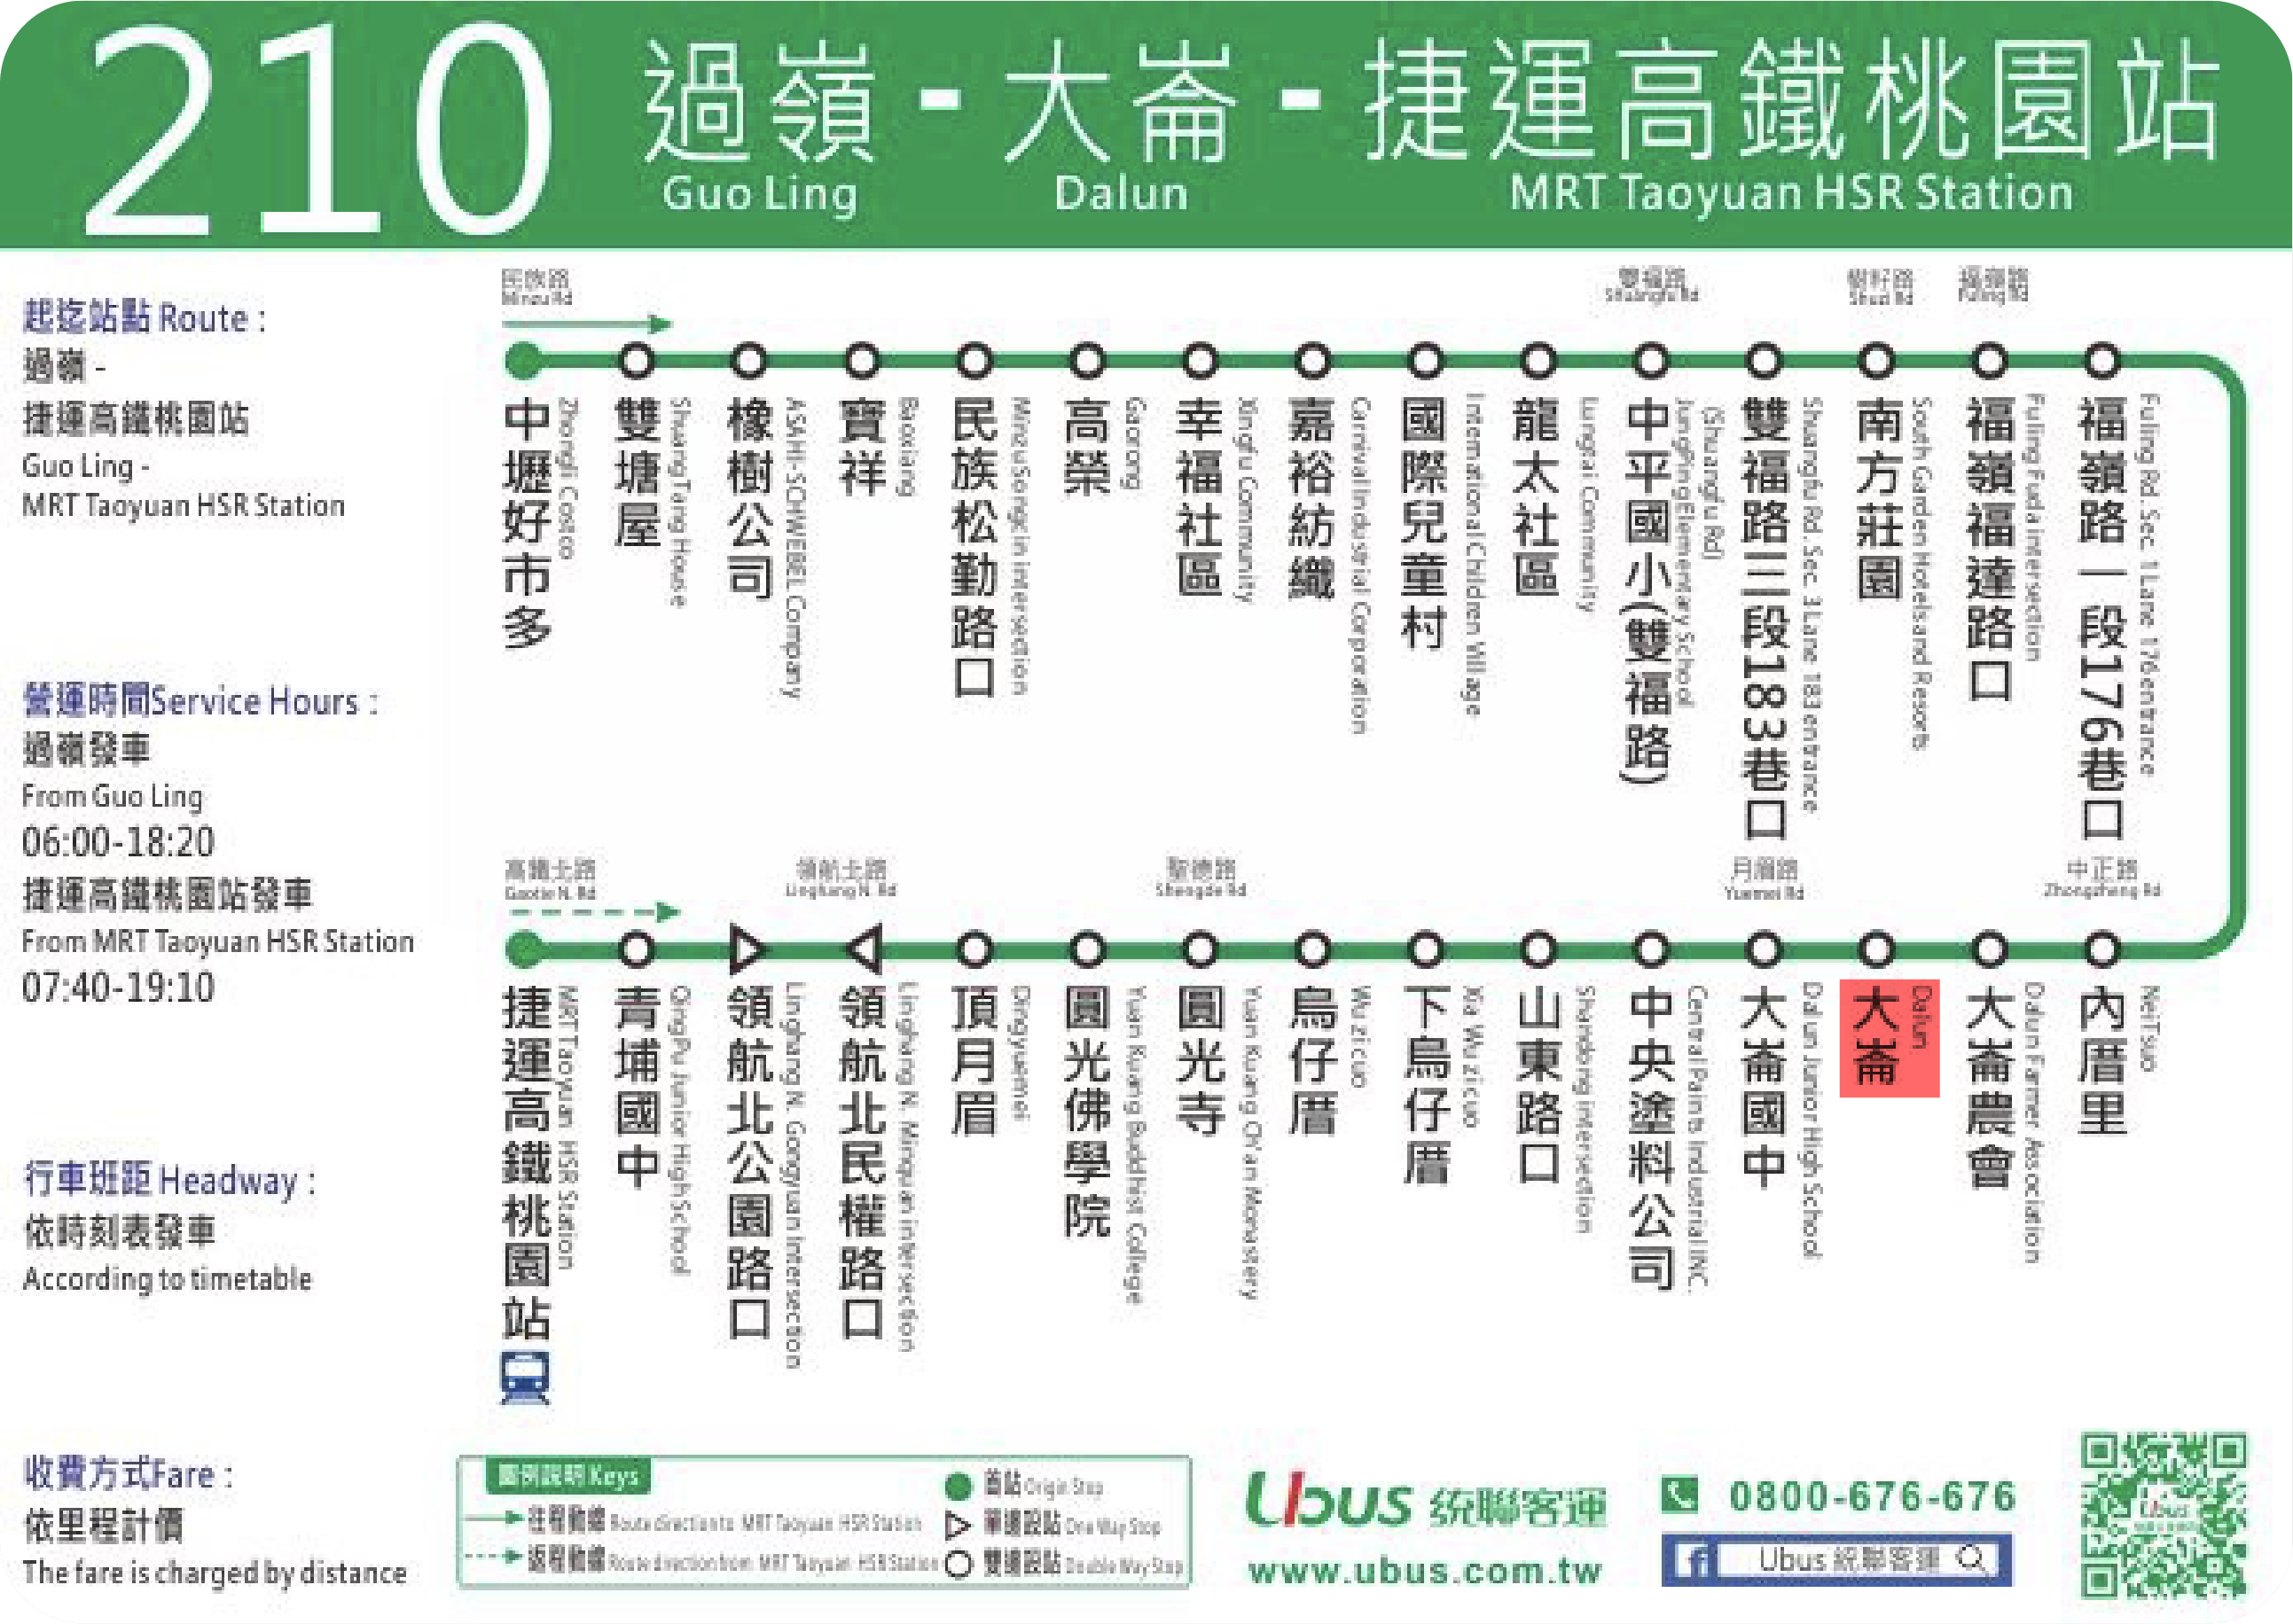 210
過嶺-大崙-捷運高鐵桃園站
Guo Ling
Dalun
MRT Taoyuan HSR Station
起迄站點 Route :
過嶺 -
捷運高鐵桃園站
Guo Ling -
MRT Taoyuan HSR Station
營運時間Service Hours :
過嶺發車
From Guo Ling
06:00-18:20
捷運高鐵桃園站發車
From MRT Taoyuan HSR Station
07:40-19:10
行車班距 Headway :
依時刻表發車
According to timetable
收費方式Fare :
依里程計價
The fare is charged by distance
民族路
Minzu Rd
雙福路
Shuangfu Rd
樹籽路
Shuzi Rd
福嶺路
Fuling Rd
中壢好市多
Zhongli Costco
雙塘屋
ShuangTang House
橡樹公司
ASAHI-SCHWEBEL Company
寶祥
Baoxiang
民族松勤路口
Minzu Songcin intersection
高榮
Gaorong
幸福社區
Xingfu Community
嘉裕紡織
Carnival Industrial Corporation
國際兒童村
International Children Village
龍太社區
Lungtai Community
中平國小(雙福路)
JungPing Elementary School
(Shuangfu Rd)
雙福路三段183巷口
Shuangfu Rd. Sec. 3 Lane 183 entrance
南方莊園
South Garden Hotels and Resorts
福嶺福達路口
Fuling Fuda intersection
福嶺路一段176巷口
Fuling Rd. Sec. 1 Lane 176 entrance
高鐵北路
Gaotie N. Rd
領航北路
Linghang N. Rd
聖德路
Shengde Rd
月眉路
Yuemei Rd
中正路
Zhongzheng Rd
捷運高鐵桃園站
MRT Taoyuan HSR Station
青埔國中
QingPu Junior High School
領航北公園路口
Linghang N. Gongyuan Intersection
領航北民權路口
Linghang N. Minquan intersection
頂月眉
Dingyuemei
圓光佛學院
Yuan Kuang Buddhist College
圓光寺
Yuan Kuang Ch'an Monastery
烏仔厝
Wu zi cuo
下烏仔厝
Xia Wu zi cuo
山東路口
Shandong intersection
中央塗料公司
Central Paints Industrial INC.
大崙國中
Dalun Junior High School
大崙
Dalun
大崙農會
Dalun Farmer Association
內厝里
NeiTsuo
圖例說明 Keys
往程動線 Route direction to MRT Taoyuan HSR Station
返程動線 Route direction from MRT Taoyuan HSR Station
首站 Origin Stop
單邊設站 One Way Stop
雙邊設站 Double Way Stop
Ubus 統聯客運
www.ubus.com.tw
0800-676-676
f Ubus 統聯客運
Ubus